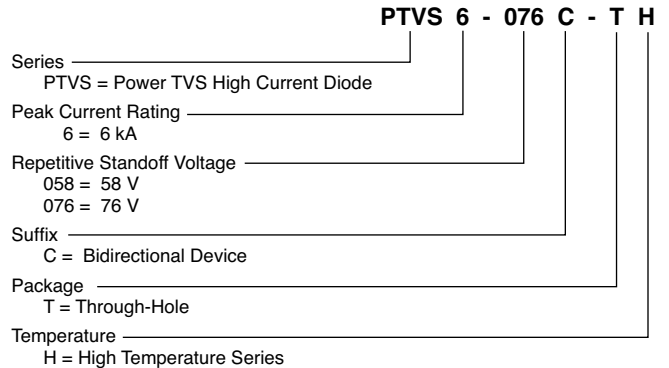 PTVS 6 - 076 C - T H
Series
PTVS = Power TVS High Current Diode
Peak Current Rating
6 = 6 kA
Repetitive Standoff Voltage
058 = 58 V
076 = 76 V
Suffix
C = Bidirectional Device
Package
T = Through-Hole
Temperature
H = High Temperature Series